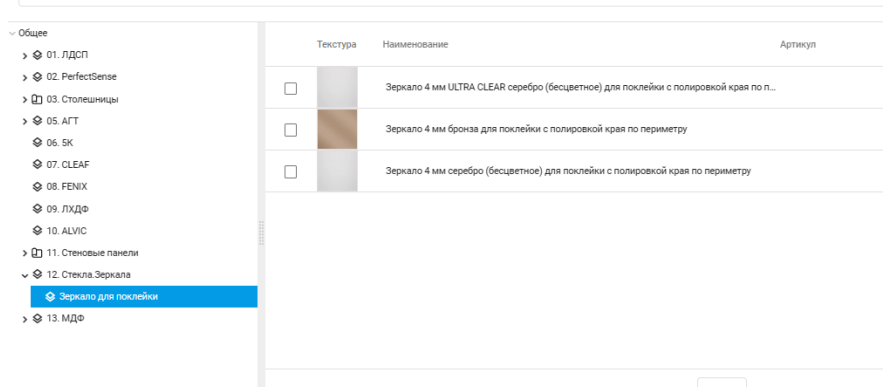 Общее
01. ЛДСП
02. PerfectSense
03. Столешницы
05. АГТ
06. 5K
07. CLEAF
08. FENIX
09. ЛХДФ
10. ALVIC
11. Стеновые панели
12. Стекла.Зеркала
Зеркало для поклейки
13. МДФ
Текстура Наименование Артикул
Зеркало 4 мм ULTRA CLEAR серебро (бесцветное) для поклейки с полировкой края по п...
Зеркало 4 мм бронза для поклейки с полировкой края по периметру
Зеркало 4 мм серебро (бесцветное) для поклейки с полировкой края по периметру